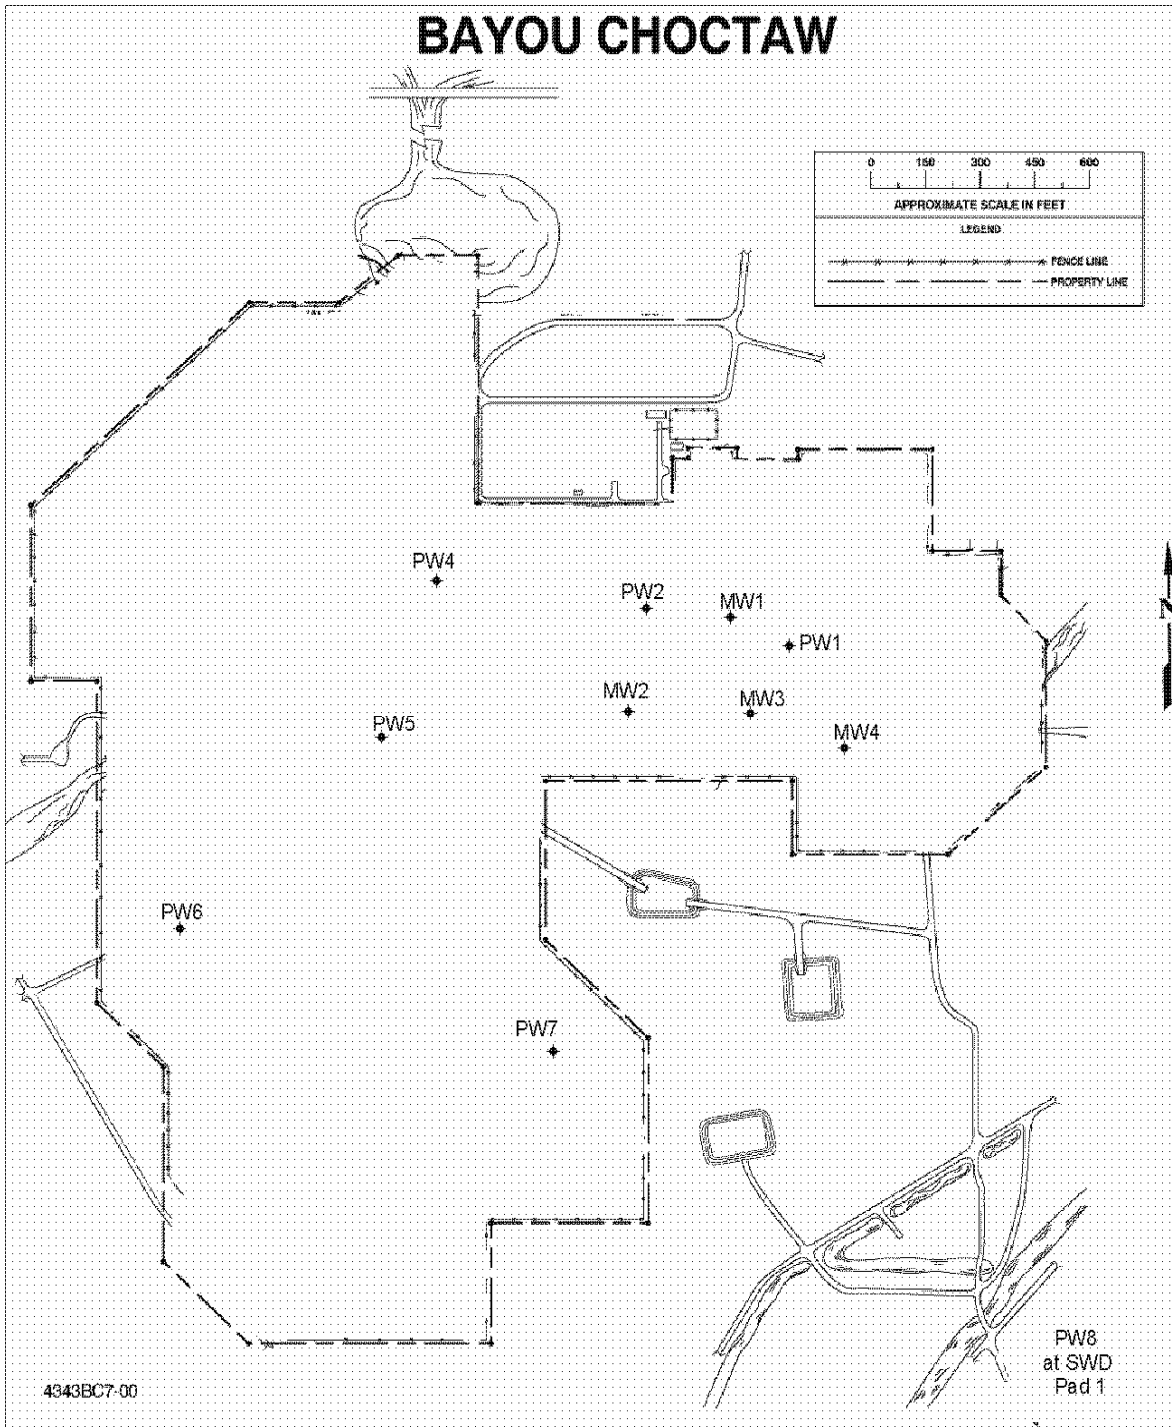 BAYOU CHOCTAW
0 150 300 450 600
APPROXIMATE SCALE IN FEET
LEGEND
FENCE LINE
PROPERTY LINE
PW4
PW2
MW1
N
PW1
MW2
MW3
PW5
MW4
PW6
PW7
PW8
at SWD
Pad 1
4343BC7-00